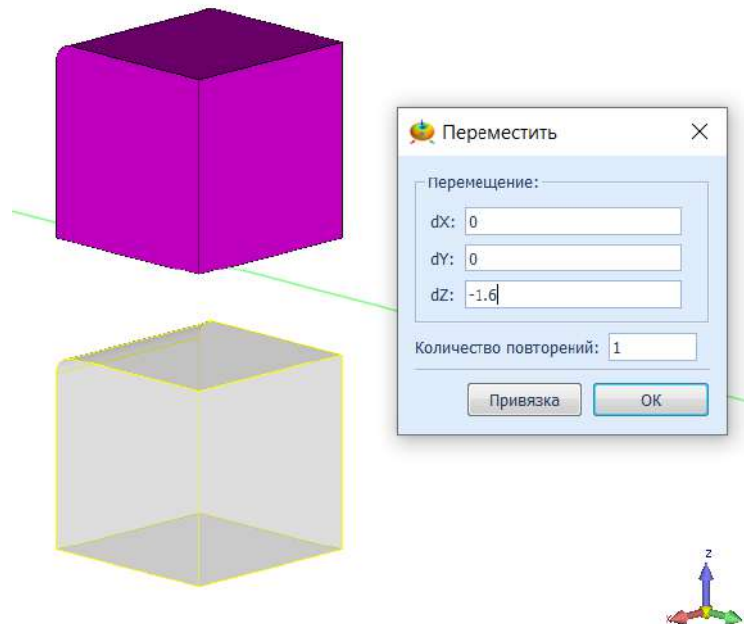 Переместить
Перемещение:
dX: 0
dY: 0
dZ: -1.6
Количество повторений: 1
Привязка OK
z
x